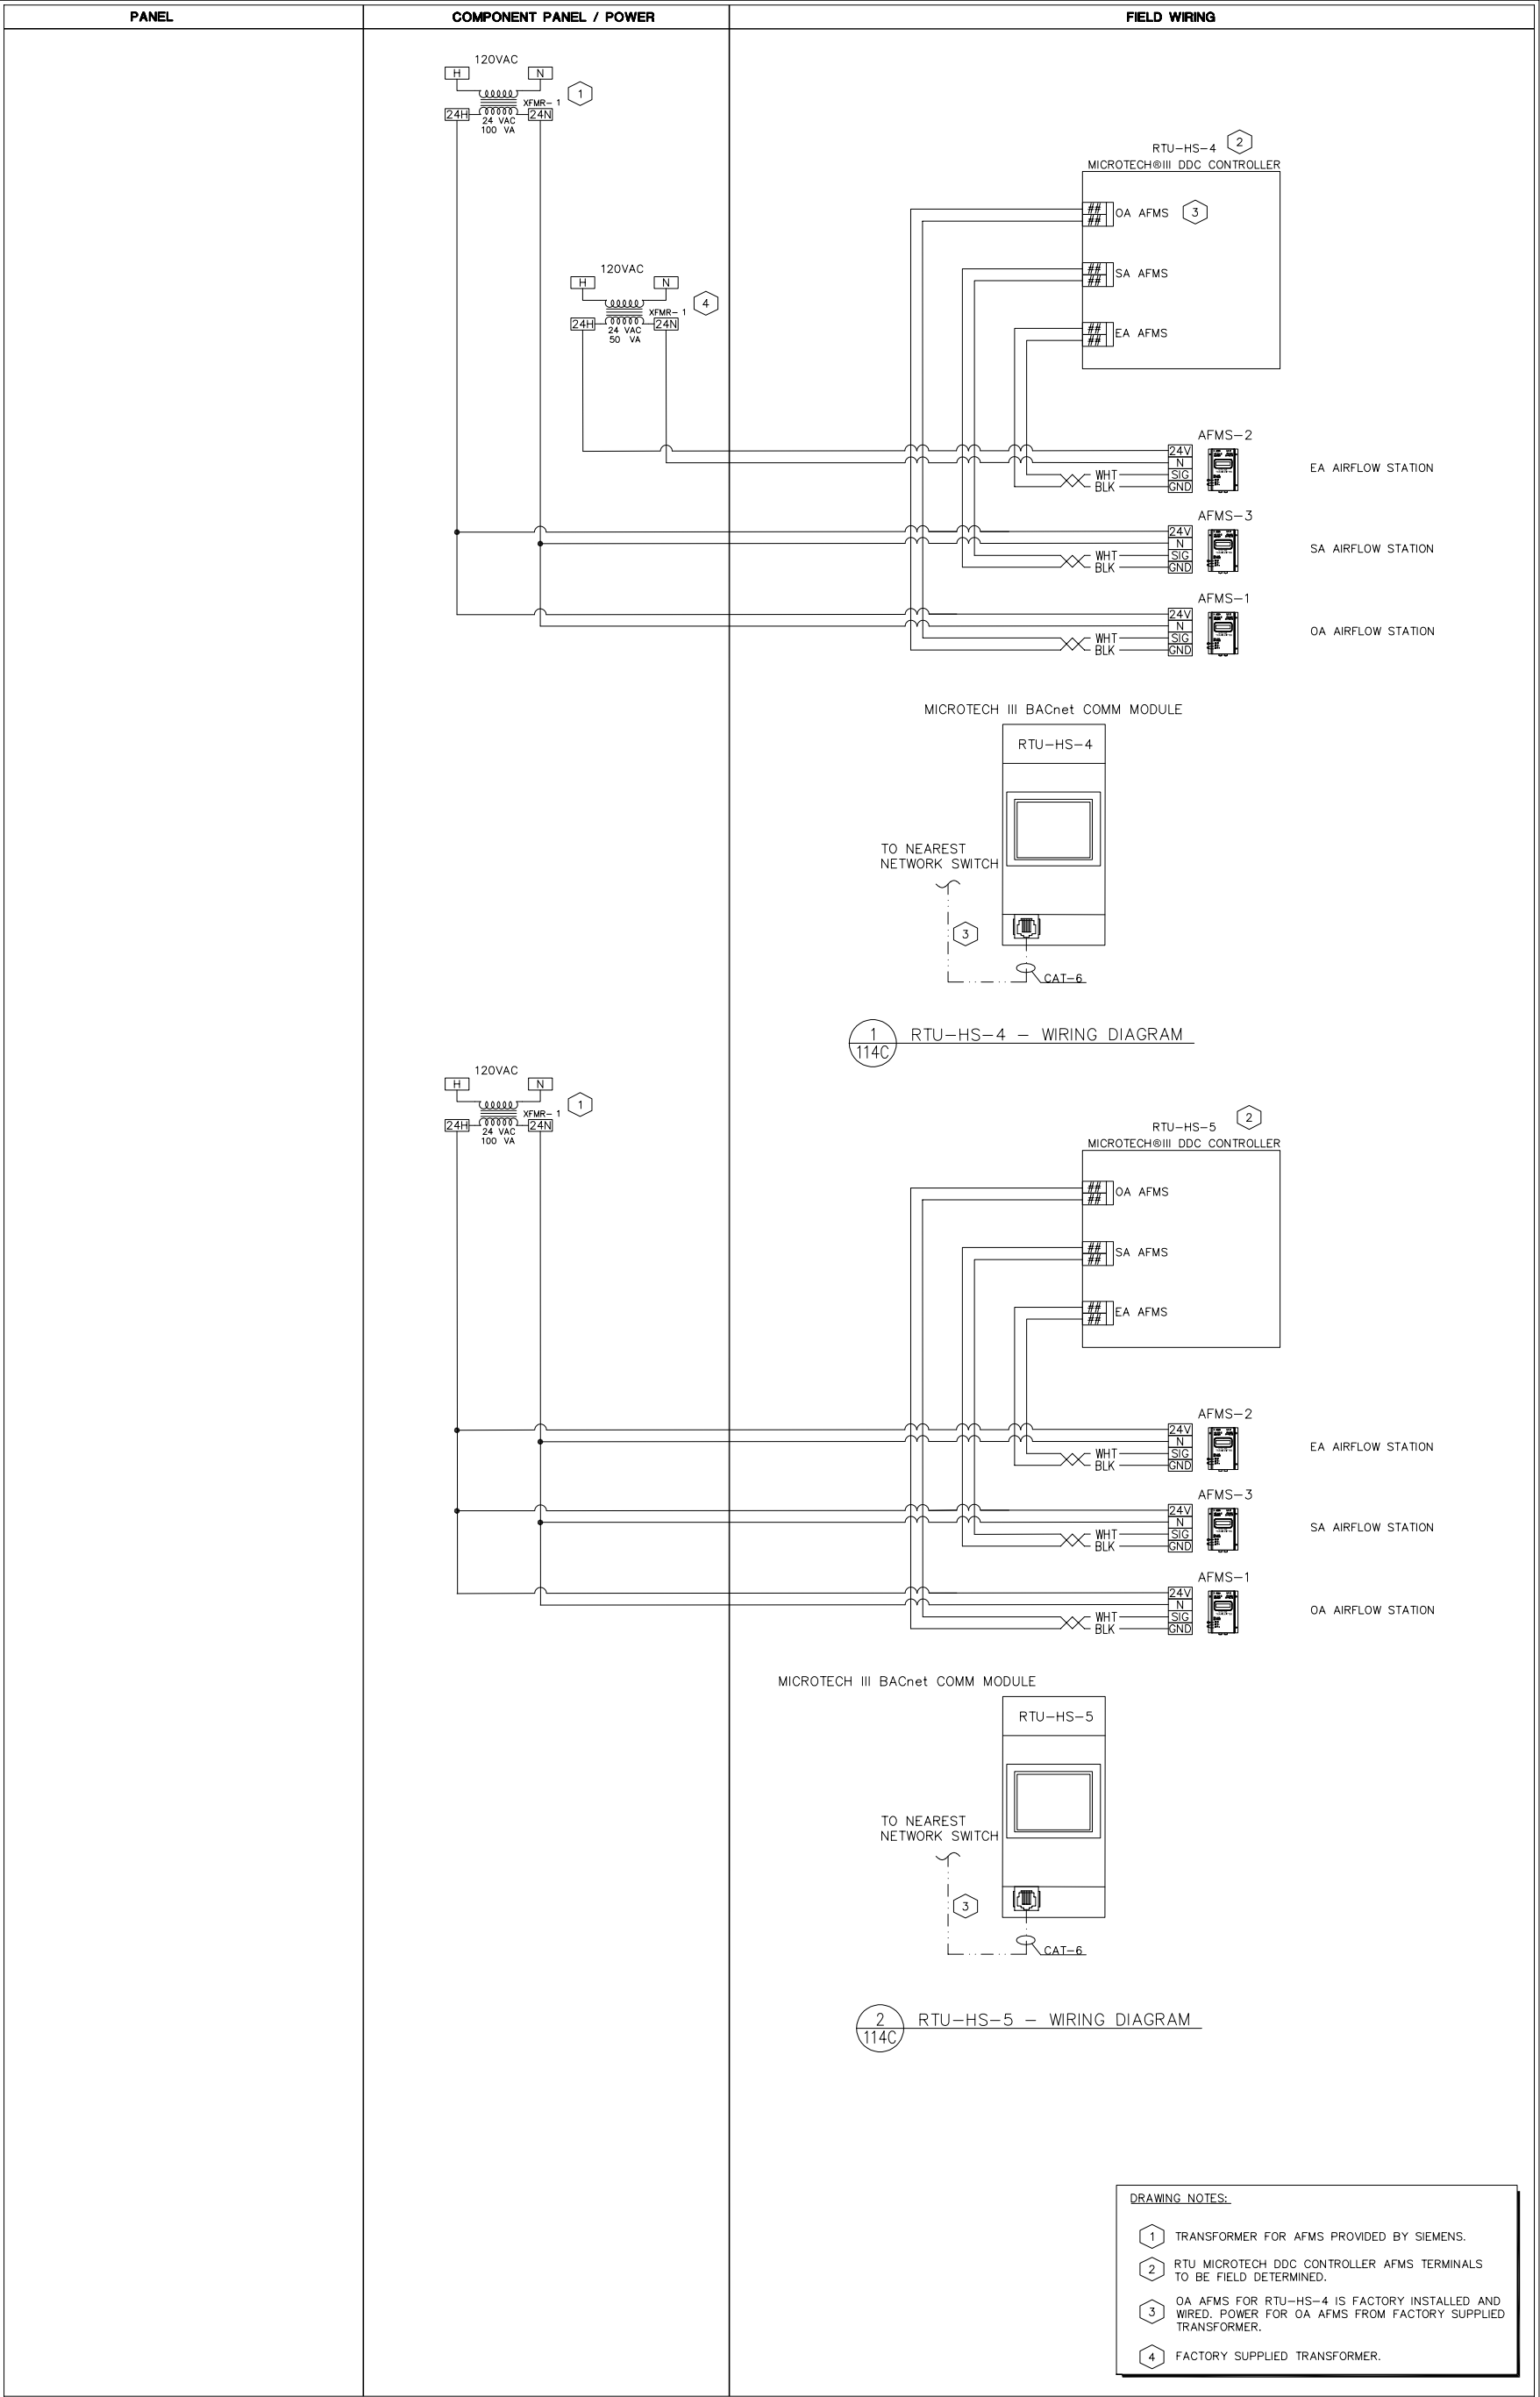 PANEL
COMPONENT PANEL / POWER
FIELD WIRING
120VAC
H
N
1
XFMR- 1
24H
24N
24 VAC
100 VA
RTU-HS-4
2
MICROTECH®III DDC CONTROLLER
##
##
OA AFMS
3
##
##
SA AFMS
##
##
EA AFMS
120VAC
H
N
4
XFMR- 1
24H
24N
24 VAC
50 VA
AFMS-2
24V
N
WHT
SIG
BLK
GND
EA AIRFLOW STATION
AFMS-3
24V
N
WHT
SIG
BLK
GND
SA AIRFLOW STATION
AFMS-1
24V
N
WHT
SIG
BLK
GND
OA AIRFLOW STATION
MICROTECH III BACnet COMM MODULE
RTU-HS-4
TO NEAREST
NETWORK SWITCH
3
CAT-6
1
114C
RTU-HS-4 - WIRING DIAGRAM
120VAC
H
N
1
XFMR- 1
24H
24N
24 VAC
100 VA
RTU-HS-5
2
MICROTECH®III DDC CONTROLLER
##
##
OA AFMS
##
##
SA AFMS
##
##
EA AFMS
AFMS-2
24V
N
WHT
SIG
BLK
GND
EA AIRFLOW STATION
AFMS-3
24V
N
WHT
SIG
BLK
GND
SA AIRFLOW STATION
AFMS-1
24V
N
WHT
SIG
BLK
GND
OA AIRFLOW STATION
MICROTECH III BACnet COMM MODULE
RTU-HS-5
TO NEAREST
NETWORK SWITCH
3
CAT-6
2
114C
RTU-HS-5 - WIRING DIAGRAM
DRAWING NOTES:
1 TRANSFORMER FOR AFMS PROVIDED BY SIEMENS.
2 RTU MICROTECH DDC CONTROLLER AFMS TERMINALS
TO BE FIELD DETERMINED.
3 OA AFMS FOR RTU-HS-4 IS FACTORY INSTALLED AND
WIRED. POWER FOR OA AFMS FROM FACTORY SUPPLIED
TRANSFORMER.
4 FACTORY SUPPLIED TRANSFORMER.